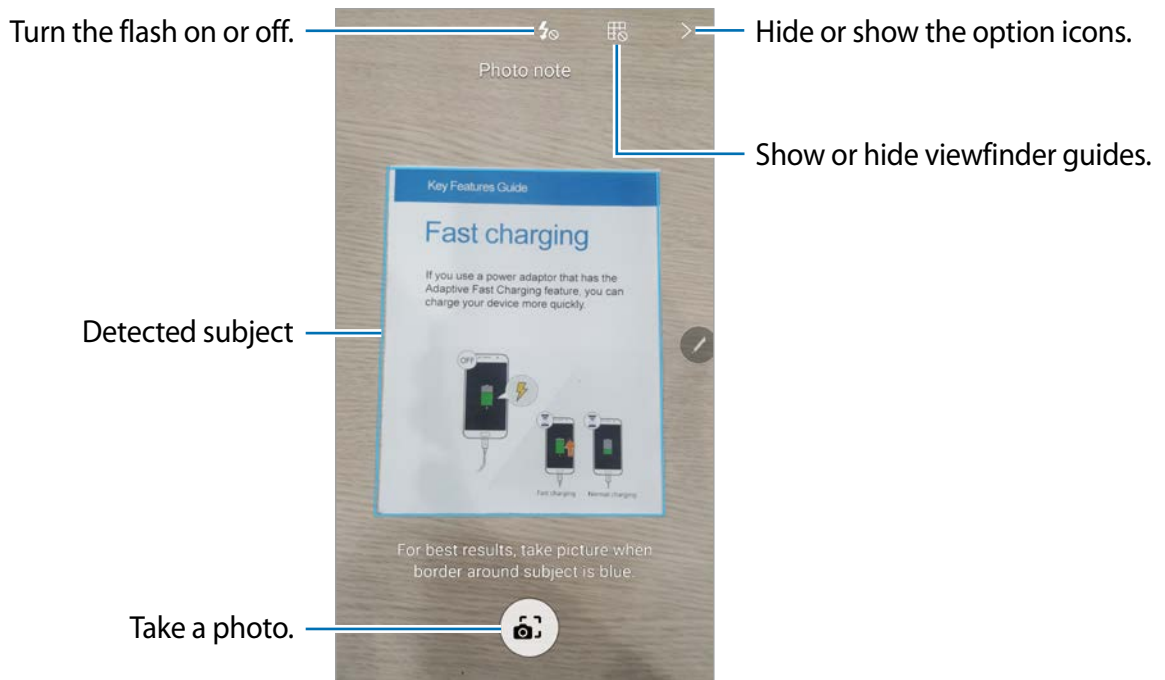 Turn the flash on or off.
Hide or show the option icons.
Photo note
Show or hide viewfinder guides.
Key Features Guide
Fast charging
If you use a power adaptor that has the
Adaptive Fast Charging feature, you can
charge your device more quickly.
Detected subject
OFF
Fast charging
Normal charging
For best results, take picture when
border around subject is blue.
Take a photo.